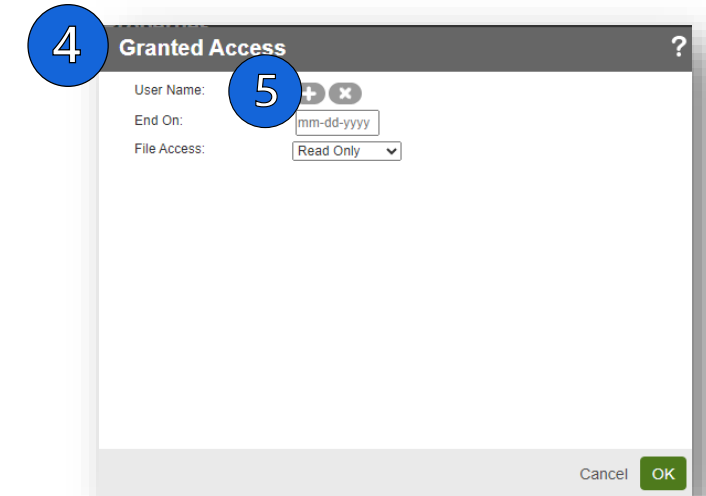 4
Granted Access ?
User Name: 5
End On: mm-dd-yyyy
File Access: Read Only
Cancel OK